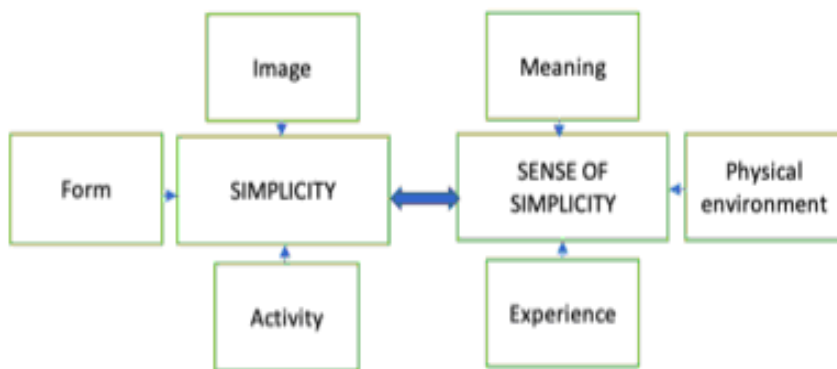 Image
Meaning
Form
SIMPLICITY
SENSE OF
SIMPLICITY
Physical
environment
Activity
Experience